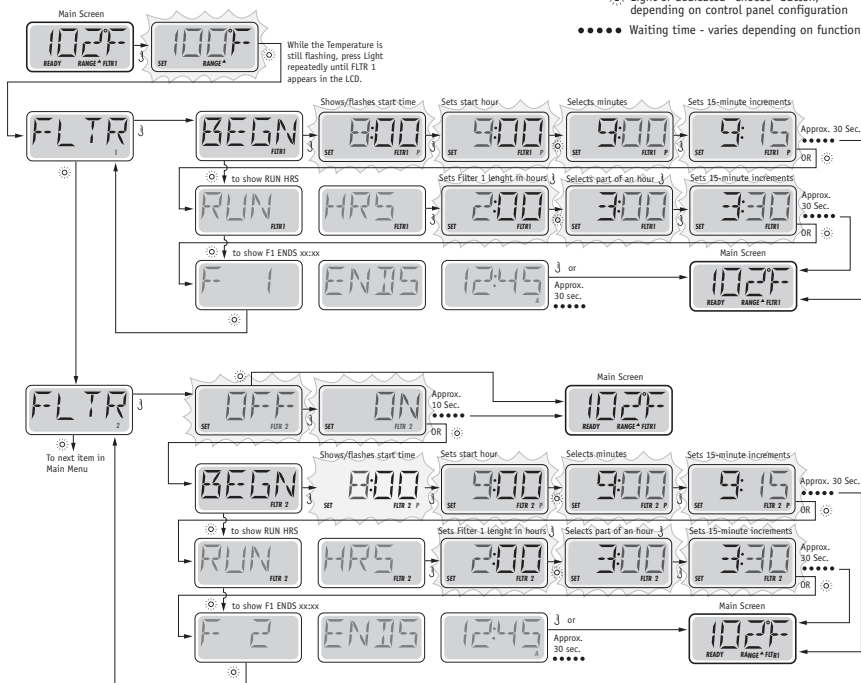 Light or dedicated "Choose" button,
depending on control panel configuration
Waiting time - varies depending on function
Main Screen
102°F
READY RANGE FLTR1
100°F
SET RANGE
While the Temperature is
still flashing, press Light
repeatedly until FLTR 1
appears in the LCD.
Shows/flashes start time
Sets start hour
Selects minutes
Sets 15-minute increments
FLTR
1
BEGN
FLTR1
8:00
SET FLTR1 P
9:00
SET FLTR1 P
9:00
SET FLTR1 P
9:15
SET FLTR1 P
Approx. 30 Sec.
OR
to show RUN HRS
Sets Filter 1 lenght in hours
Selects part of an hour
Sets 15-minute increments
RUN
FLTR1
HRS
FLTR1
2:00
SET FLTR1
3:00
SET FLTR1
3:30
SET FLTR1
Approx.
30 Sec.
OR
to show F1 ENDS xx:xx
F 1
ENDS
12:45
A
or
Approx.
30 sec.
Main Screen
102°F
READY RANGE FLTR1
FLTR
2
To next item in
Main Menu
OFF
SET FLTR 2
ON
SET FLTR 2
Approx.
10 Sec.
OR
Main Screen
102°F
READY RANGE FLTR1
Shows/flashes start time
Sets start hour
Selects minutes
Sets 15-minute increments
BEGN
FLTR 2
8:00
SET FLTR 2 P
9:00
SET FLTR 2 P
9:00
SET FLTR 2 P
9:15
SET FLTR 2 P
Approx. 30 Sec.
OR
to show RUN HRS
Sets Filter 1 lenght in hours
Selects part of an hour
Sets 15-minute increments
RUN
FLTR 2
HRS
FLTR 2
2:00
SET FLTR 2
3:00
SET FLTR 2
3:30
SET FLTR 2
Approx.
30 Sec.
OR
to show F1 ENDS xx:xx
F 2
ENDS
12:45
A
or
Approx.
30 sec.
Main Screen
102°F
READY RANGE FLTR1